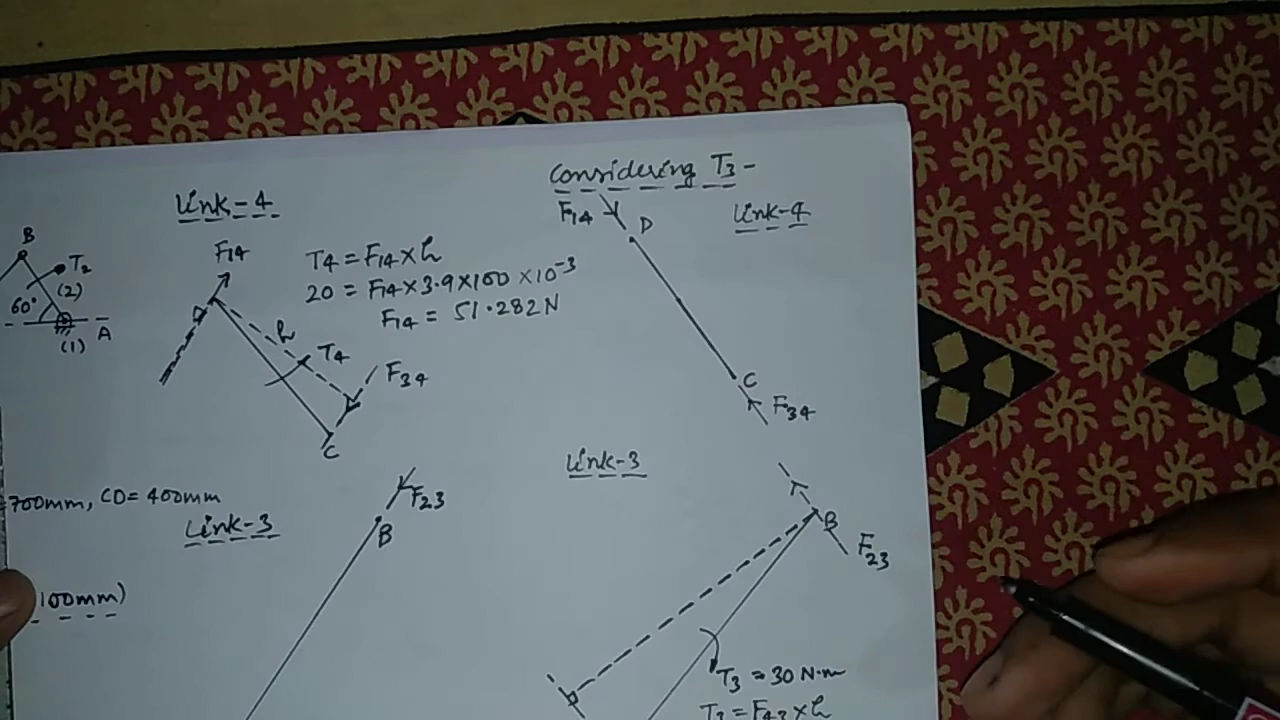 Link-4
Considering T3 -
F14
D
Link-4
B
T2
(2)
60°
A
(1)
F14
T4 = F14 × h
20 = F14 × 3.9 × 100 × 10⁻³
F14 = 51.282 N
h
T4
F34
C
C
F34
700mm, CD = 400mm
Link-3
F23
B
100mm)
Link-3
B
F23
T3 = 30 N·m
T3 = F43 × h